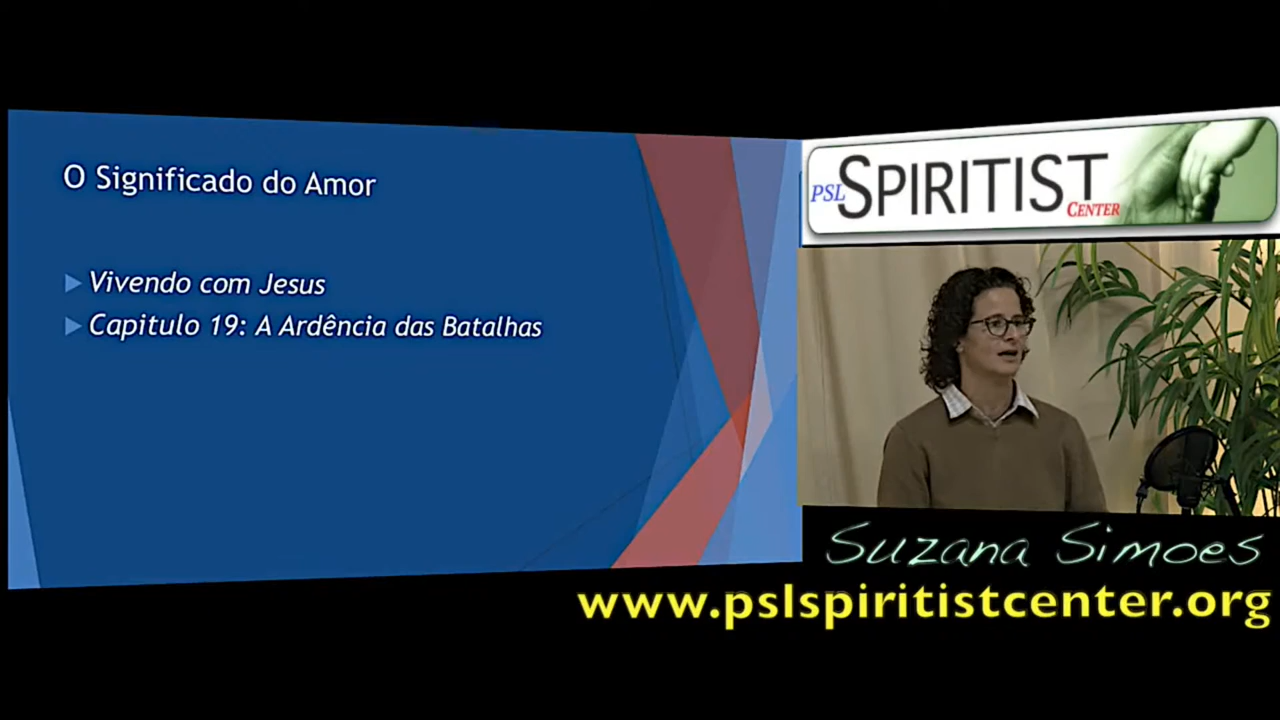 O Significado do Amor
Vivendo com Jesus
Capitulo 19: A Ardência das Batalhas
PSL SPIRITIST
CENTER
Suzana Simoes
www.pslspiritistcenter.org